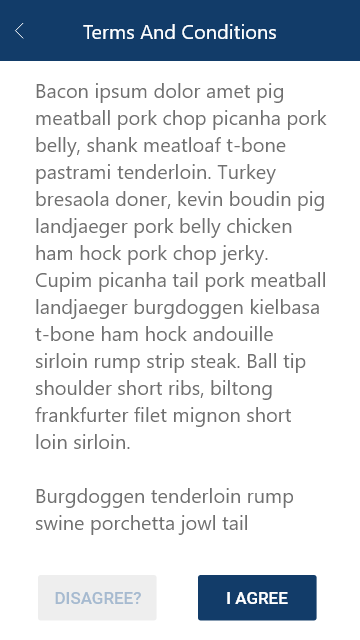 Terms And Conditions
Bacon ipsum dolor amet pig
meatball pork chop picanha pork
belly, shank meatloaf t-bone
pastrami tenderloin. Turkey
bresaola doner, kevin boudin pig
landjaeger pork belly chicken
ham hock pork chop jerky.
Cupim picanha tail pork meatball
landjaeger burgdoggen kielbasa
t-bone ham hock andouille
sirloin rump strip steak. Ball tip
shoulder short ribs, biltong
frankfurter filet mignon short
loin sirloin.
Burgdoggen tenderloin rump
swine porchetta jowl tail
DISAGREE?
I AGREE